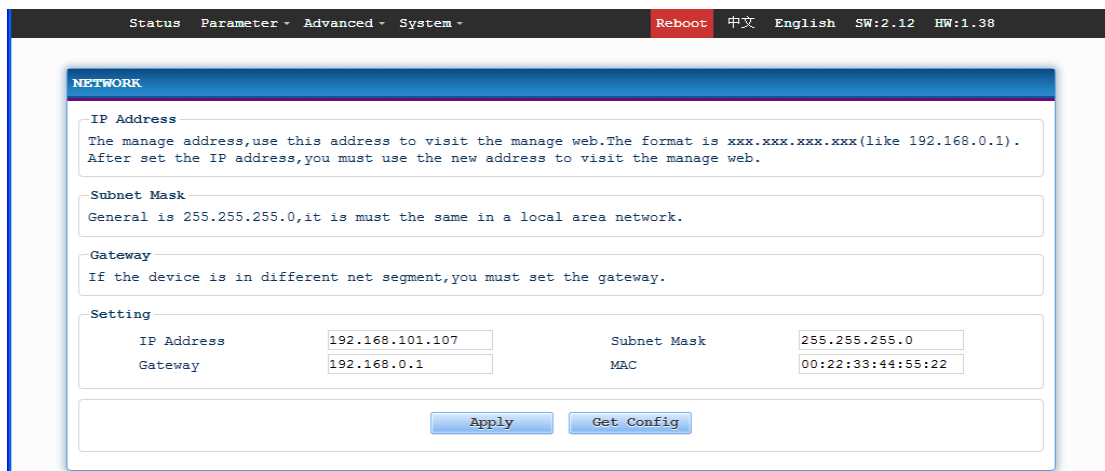 Status Parameter Advanced System Reboot 中文 English SW:2.12 HW:1.38
NETWORK
IP Address
The manage address,use this address to visit the manage web.The format is xxx.xxx.xxx.xxx(like 192.168.0.1).
After set the IP address,you must use the new address to visit the manage web.
Subnet Mask
General is 255.255.255.0,it is must the same in a local area network.
Gateway
If the device is in different net segment,you must set the gateway.
Setting
IP Address 192.168.101.107 Subnet Mask 255.255.255.0
Gateway 192.168.0.1 MAC 00:22:33:44:55:22
Apply Get Config